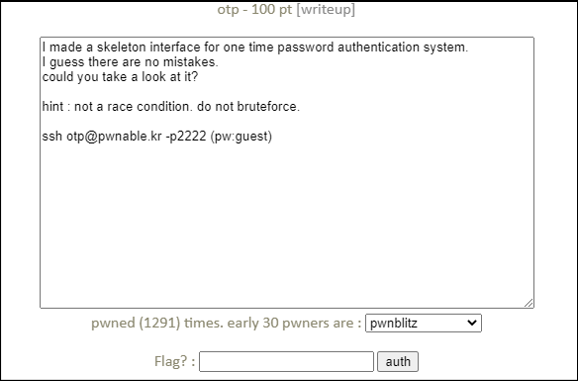 otp - 100 pt [writeup]
I made a skeleton interface for one time password authentication system.
I guess there are no mistakes.
could you take a look at it?
hint : not a race condition. do not bruteforce.
ssh otp@pwnable.kr -p2222 (pw:guest)
pwned (1291) times. early 30 pwners are : pwnblitz
Flag? : auth